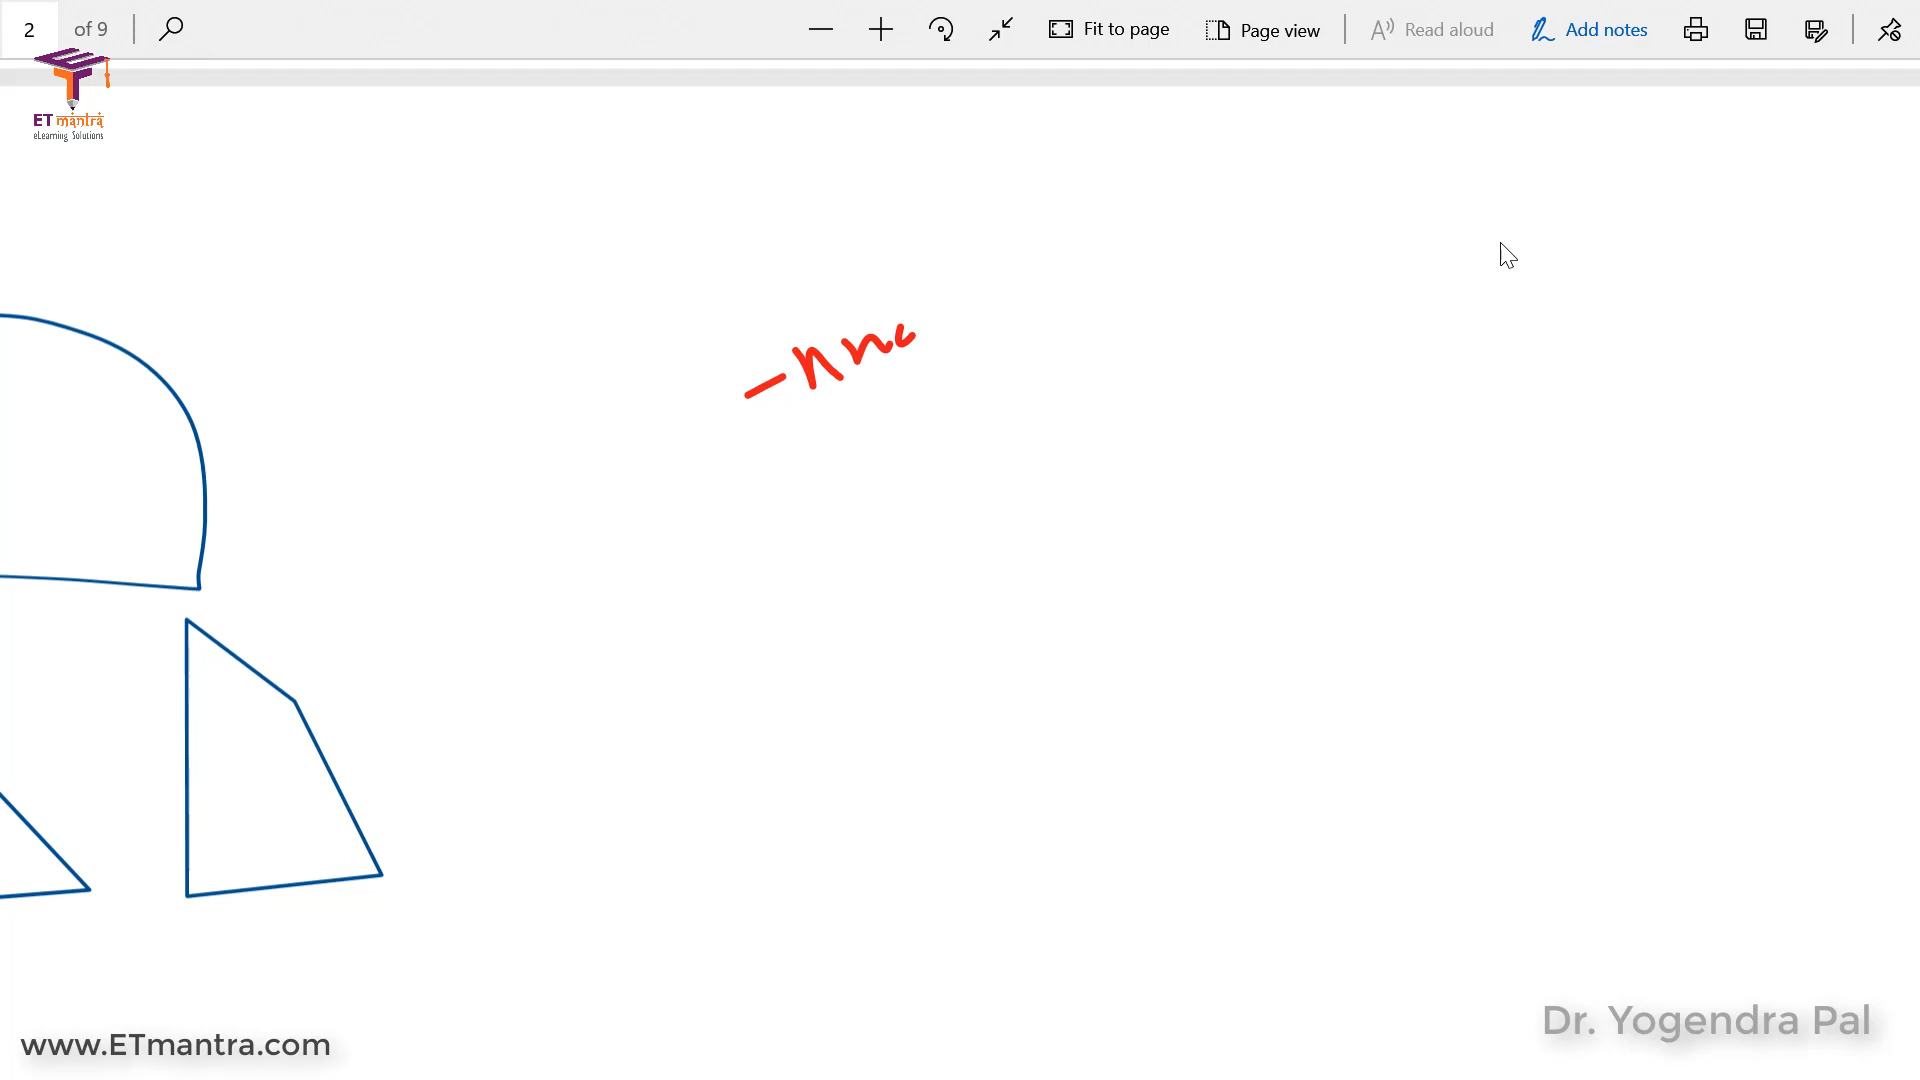 2 of 9
Fit to page
Page view
Read aloud
Add notes
ET mantra
eLearning Solutions
www.ETmantra.com
Dr. Yogendra Pal